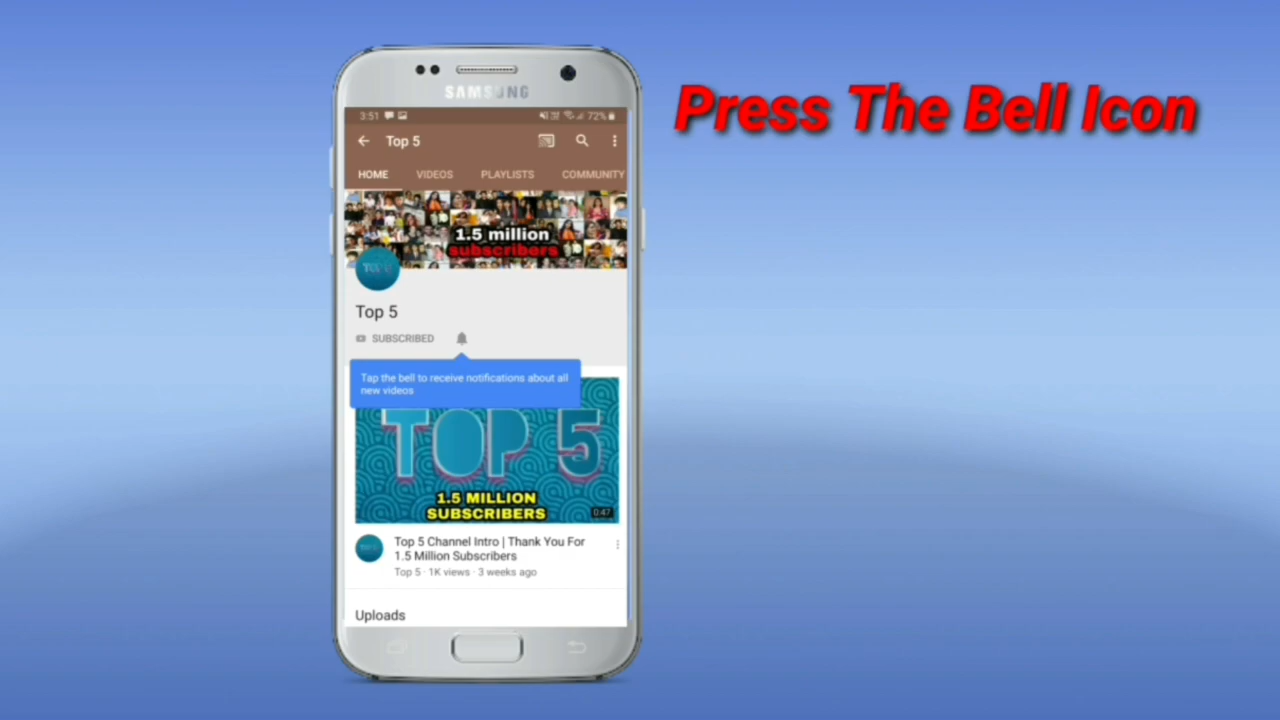 Press The Bell Icon
SAMSUNG
3:51
72%
Top 5
HOME VIDEOS PLAYLISTS COMMUNITY
1.5 million
subscribers
Top 5
SUBSCRIBED
Tap the bell to receive notifications about all
new videos
TOP 5
1.5 MILLION
SUBSCRIBERS
0:47
Top 5 Channel Intro | Thank You For
1.5 Million Subscribers
Top 5 · 1K views · 3 weeks ago
Uploads